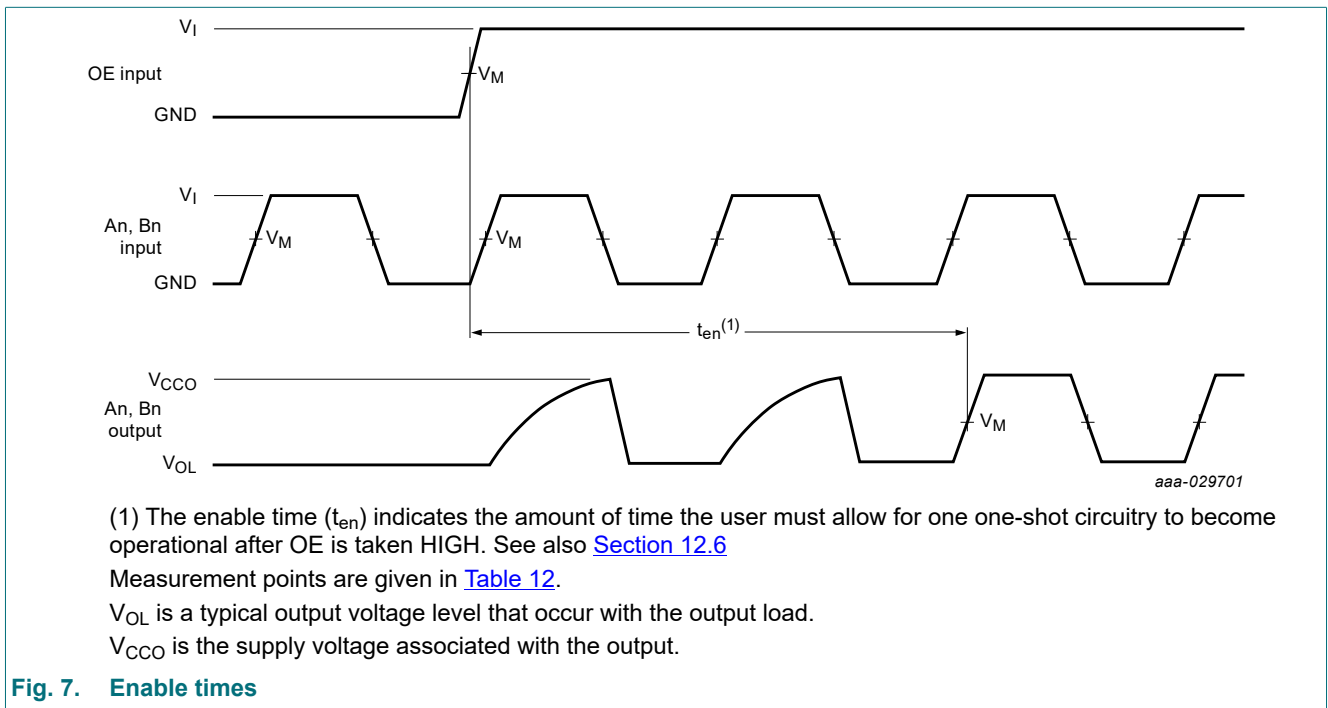 VI
OE input
VM
GND
VI
An, Bn
input
VM
VM
GND
ten(1)
VCCO
An, Bn
output
VM
VOL
aaa-029701
(1) The enable time (ten) indicates the amount of time the user must allow for one one-shot circuitry to become
operational after OE is taken HIGH. See also Section 12.6
Measurement points are given in Table 12.
VOL is a typical output voltage level that occur with the output load.
VCCO is the supply voltage associated with the output.
Fig. 7. Enable times